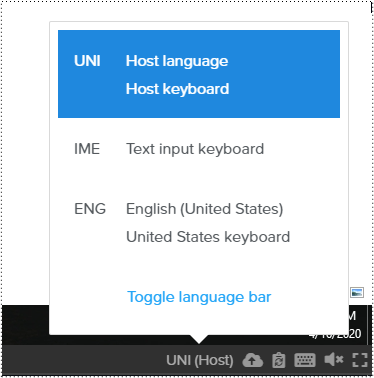 UNI Host language
Host keyboard
IME Text input keyboard
ENG English (United States)
United States keyboard
Toggle language bar
M
4/16/2020
UNI (Host)